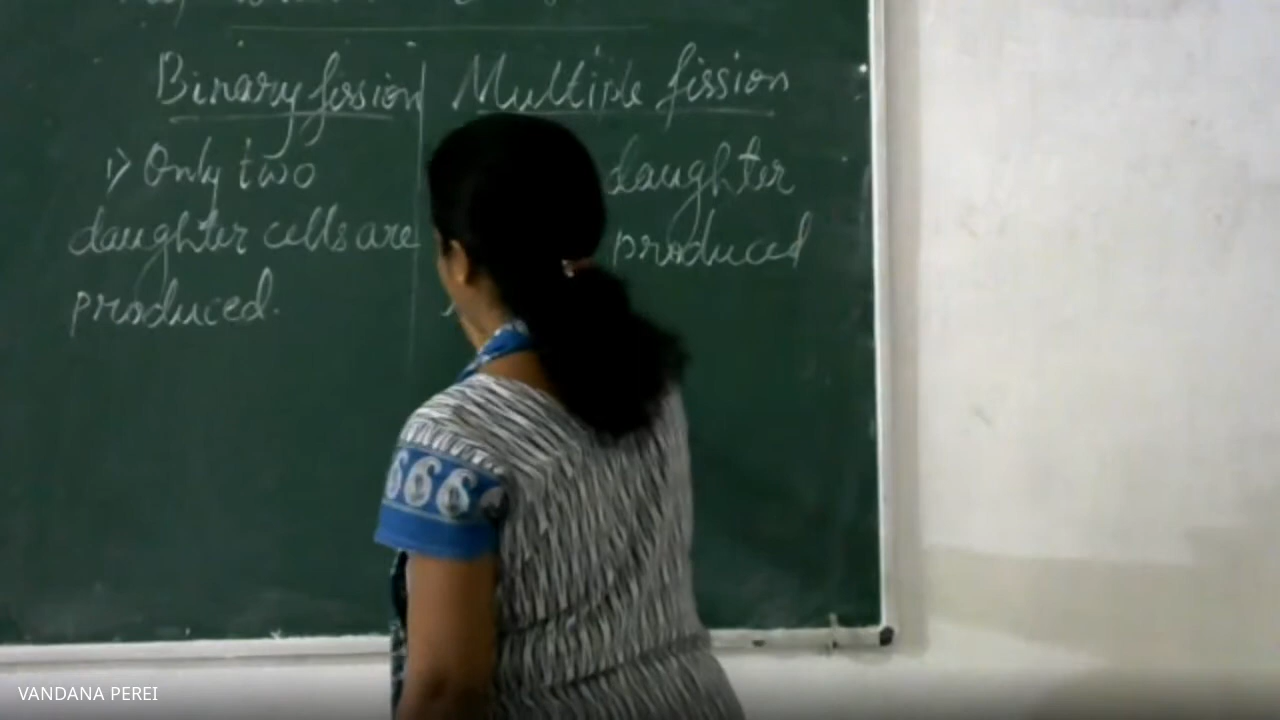 Binary fission Multiple fission
1) Only two
daughter cells are
produced.
daughter
produced
VANDANA PEREI